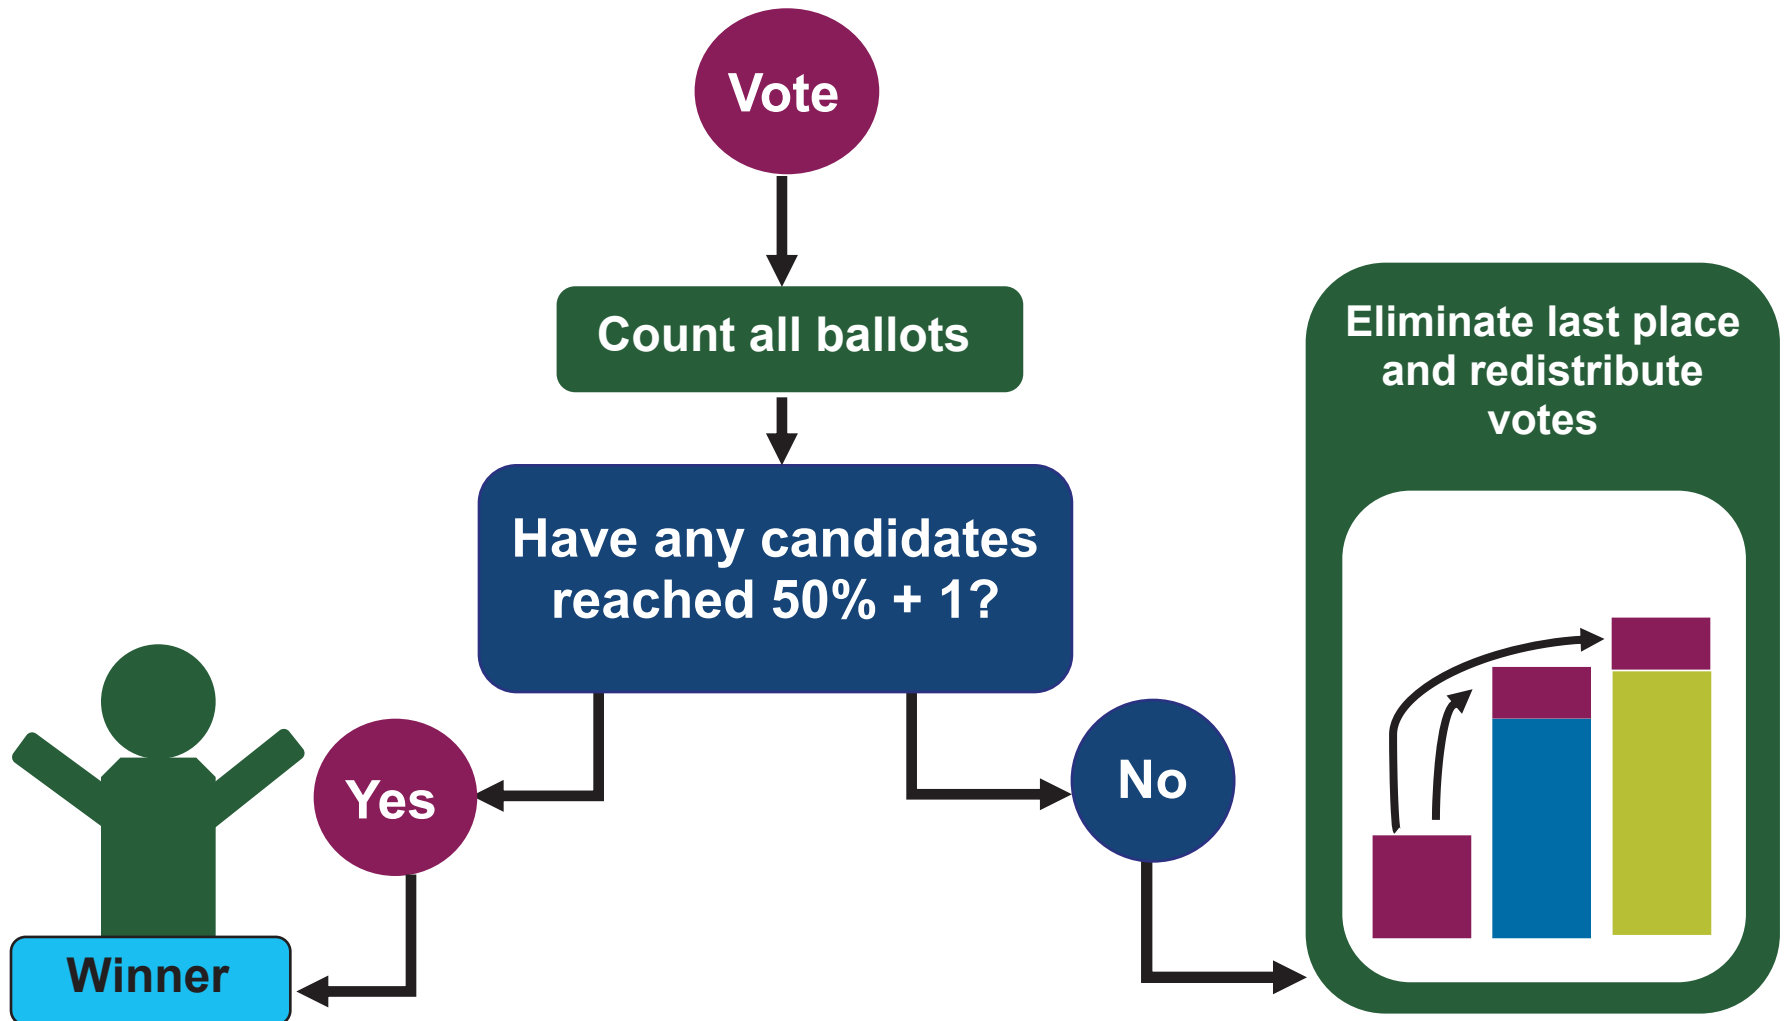 Vote
Count all ballots
Have any candidates
reached 50% + 1?
Yes
No
Winner
Eliminate last place
and redistribute
votes